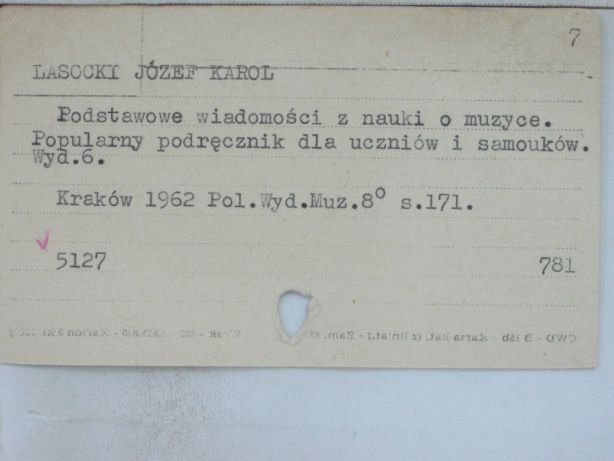 7
LASOCKI JÓZEF KAROL
Podstawowe wiadomości z nauki o muzyce.
Popularny podręcznik dla uczniów i samouków.
Wyd.6.
Kraków 1962 Pol.Wyd.Muz.8° s.171.
5127 781